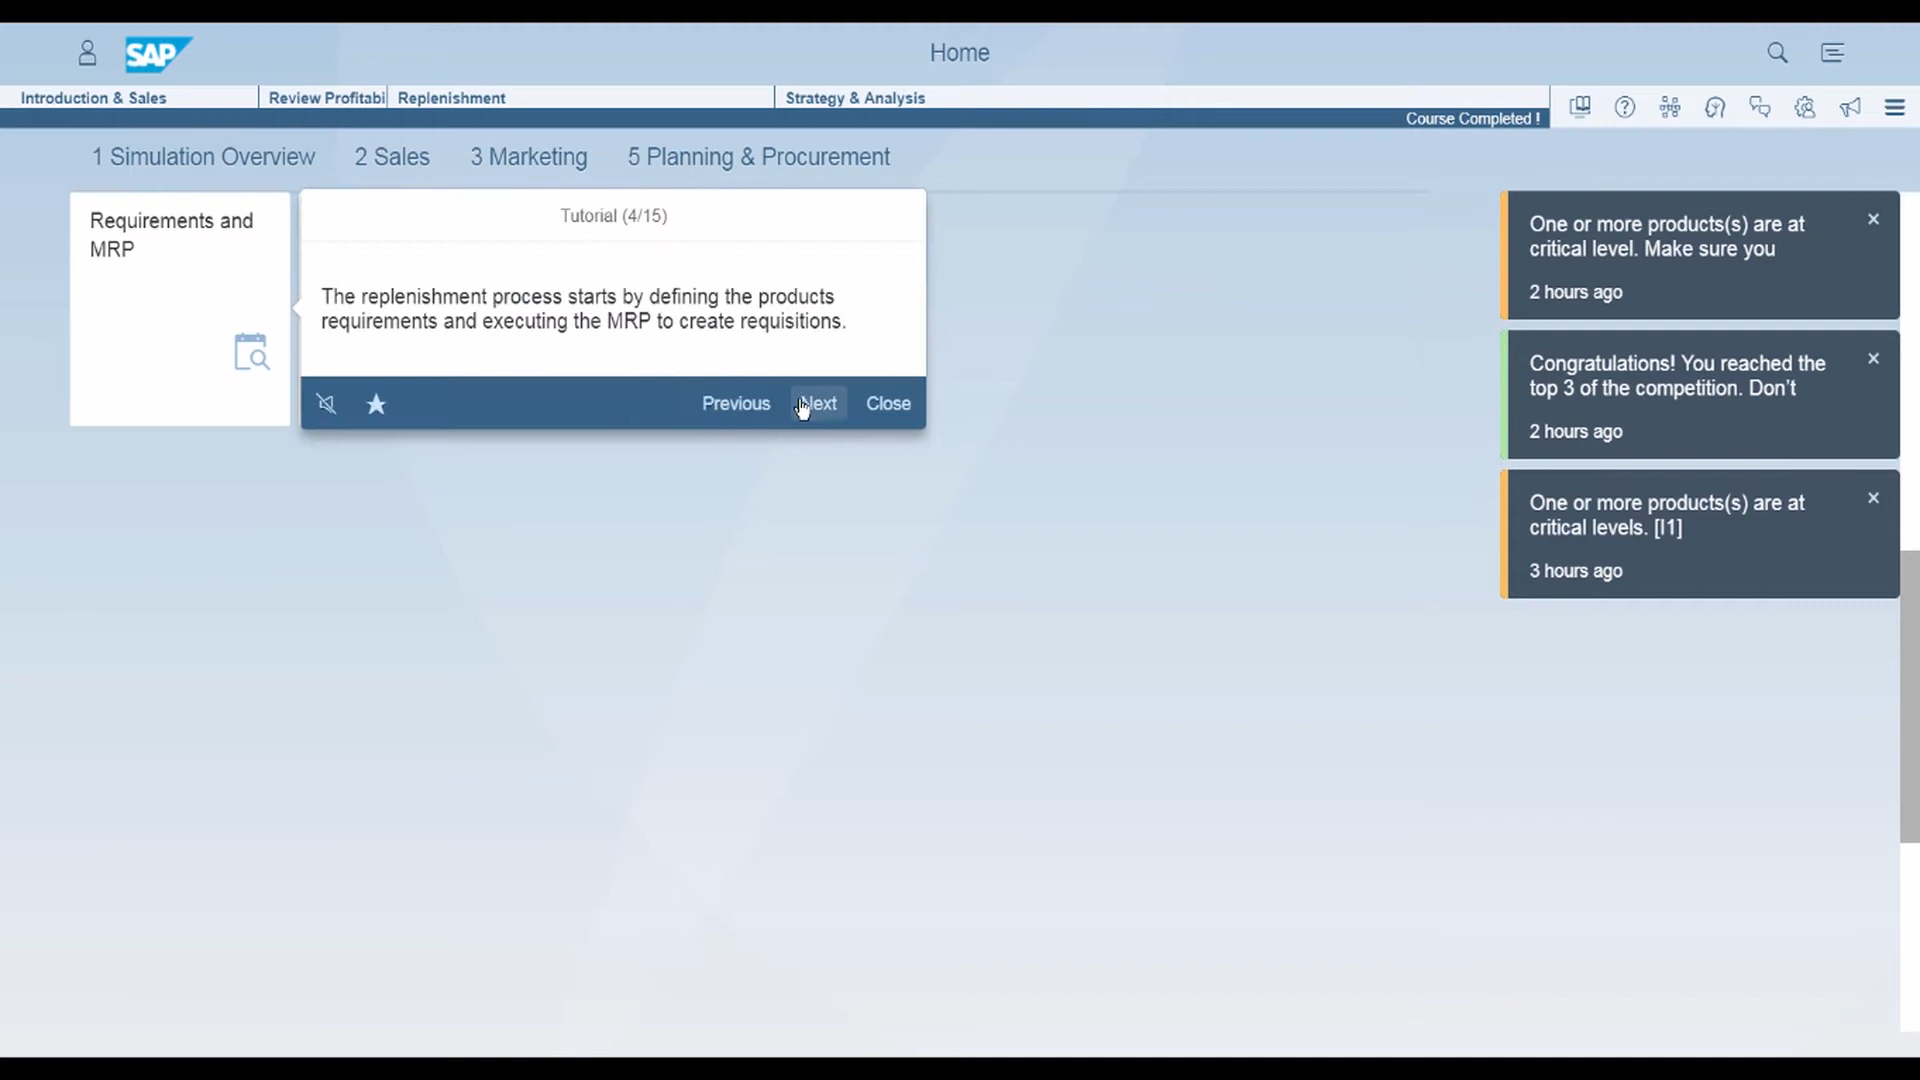 SAP
Home
Introduction & Sales
Review Profitabi
Replenishment
Strategy & Analysis
Course Completed !
1 Simulation Overview
2 Sales
3 Marketing
5 Planning & Procurement
Requirements and
MRP
Tutorial (4/15)
The replenishment process starts by defining the products
requirements and executing the MRP to create requisitions.
Previous
Next
Close
One or more products(s) are at
critical level. Make sure you
2 hours ago
Congratulations! You reached the
top 3 of the competition. Don't
2 hours ago
One or more products(s) are at
critical levels. [I1]
3 hours ago